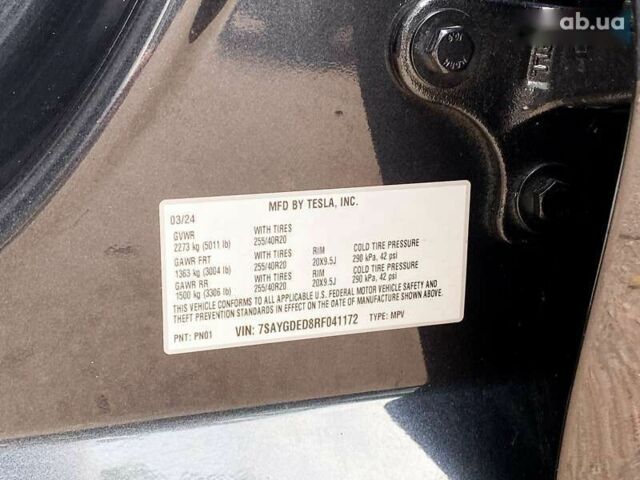 ab.ua
MFD BY TESLA, INC.
03/24
GVWR WITH TIRES
2273 kg (5011 lb) 255/40R20
GAWR FRT WITH TIRES RIM COLD TIRE PRESSURE
1363 kg (3004 lb) 255/40R20 20X9.5J 290 kPa, 42 psi
GAWR RR WITH TIRES RIM COLD TIRE PRESSURE
1500 kg (3306 lb) 255/40R20 20X9.5J 290 kPa, 42 psi
THIS VEHICLE CONFORMS TO ALL APPLICABLE U.S. FEDERAL MOTOR VEHICLE SAFETY AND
BUMPER STANDARDS IN EFFECT ON THE DATE OF MANUFACTURE SHOWN ABOVE.
PNT: PN01 VIN: 7SAYGDED8RF041172 TYPE: MPV